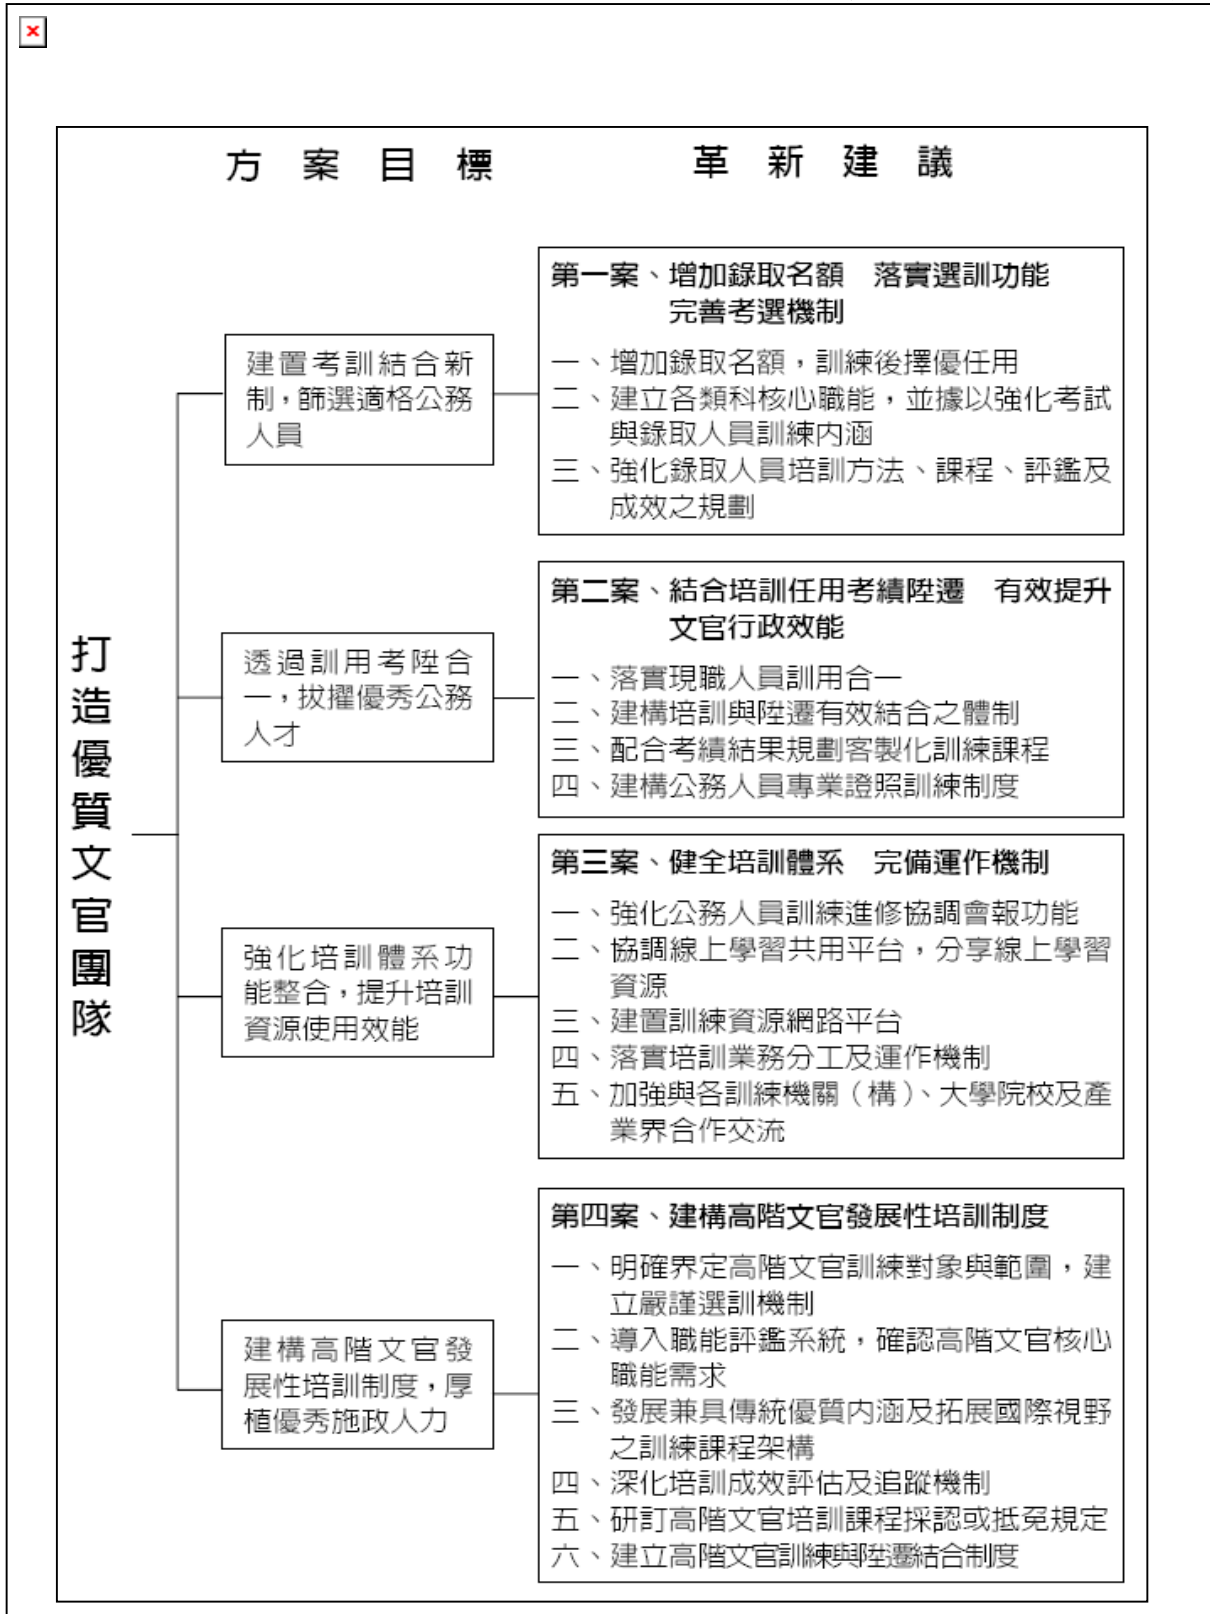 方案目標
革新建議
打造優質文官團隊
建置考訓結合新
制，篩選適格公務
人員
第一案、增加錄取名額　落實選訓功能
完善考選機制
一、增加錄取名額，訓練後擇優任用
二、建立各類科核心職能，並據以強化考試
與錄取人員訓練內涵
三、強化錄取人員培訓方法、課程、評鑑及
成效之規劃
透過訓用考陞合
一，拔擢優秀公務
人才
第二案、結合培訓任用考績陞遷　有效提升
文官行政效能
一、落實現職人員訓用合一
二、建構培訓與陞遷有效結合之體制
三、配合考績結果規劃客製化訓練課程
四、建構公務人員專業證照訓練制度
強化培訓體系功
能整合，提升培訓
資源使用效能
第三案、健全培訓體系　完備運作機制
一、強化公務人員訓練進修協調會報功能
二、協調線上學習共用平台，分享線上學習
資源
三、建置訓練資源網路平台
四、落實培訓業務分工及運作機制
五、加強與各訓練機關（構）、大學院校及產
業界合作交流
建構高階文官發
展性培訓制度，厚
植優秀施政人力
第四案、建構高階文官發展性培訓制度
一、明確界定高階文官訓練對象與範圍，建
立嚴謹選訓機制
二、導入職能評鑑系統，確認高階文官核心
職能需求
三、發展兼具傳統優質內涵及拓展國際視野
之訓練課程架構
四、深化培訓成效評估及追蹤機制
五、研訂高階文官培訓課程採認或抵免規定
六、建立高階文官訓練與陞遷結合制度